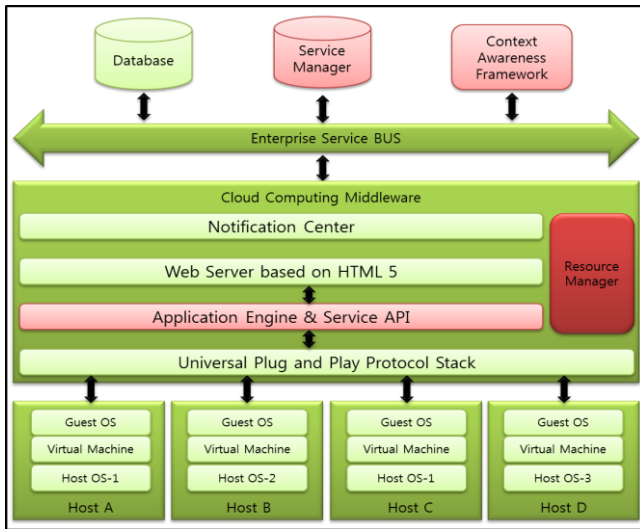 Database
Service
Manager
Context
Awareness
Framework
Enterprise Service BUS
Cloud Computing Middleware
Notification Center
Web Server based on HTML 5
Application Engine & Service API
Universal Plug and Play Protocol Stack
Resource
Manager
Guest OS
Virtual Machine
Host OS-1
Host A
Guest OS
Virtual Machine
Host OS-2
Host B
Guest OS
Virtual Machine
Host OS-1
Host C
Guest OS
Virtual Machine
Host OS-3
Host D